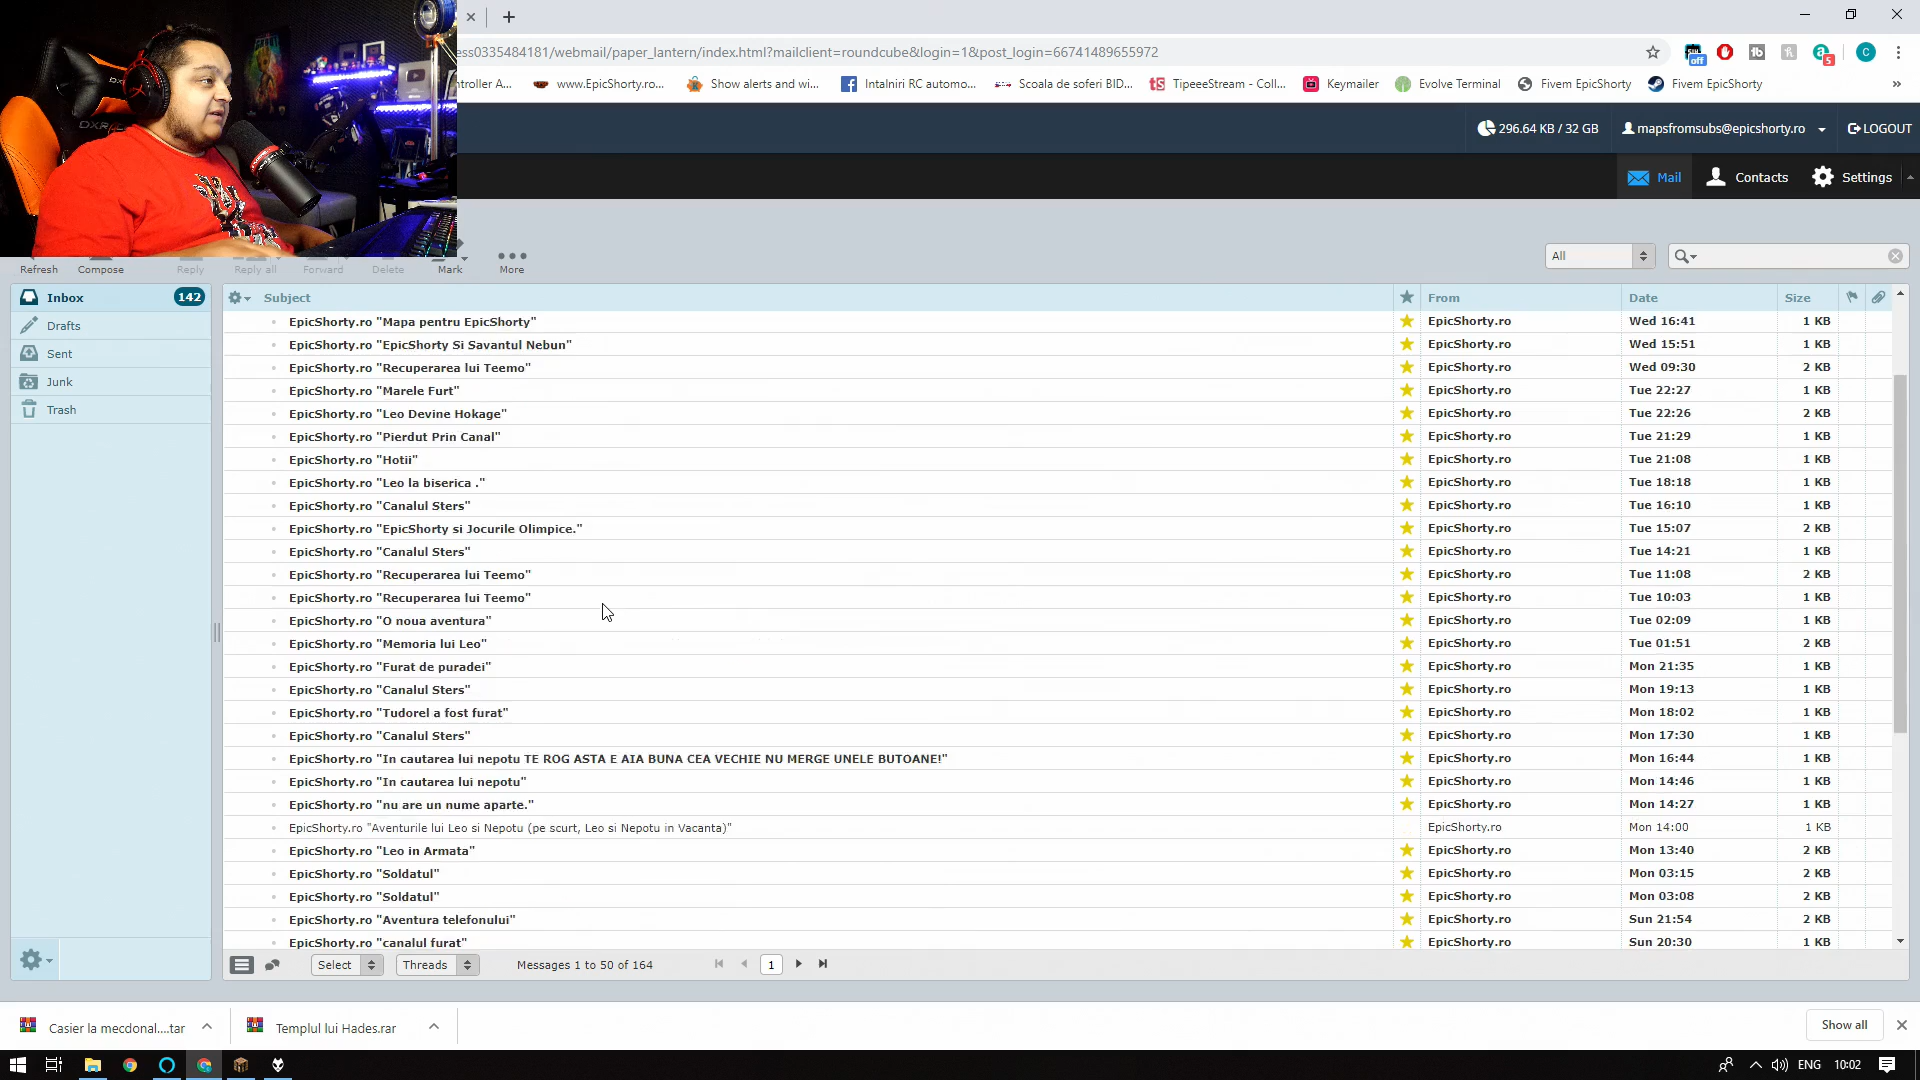 ess0335484181/webmail/paper_lantern/index.html?mailclient=roundcube&login=1&post_login=66741489655972
off 5 C
ntroller A... www.EpicShorty.ro... Show alerts and wi... Intalniri RC automo... Scoala de soferi BID... TipeeeStream - Coll... Keymailer Evolve Terminal Fivem EpicShorty Fivem EpicShorty »
296.64 KB / 32 GB mapsfromsubs@epicshorty.ro LOGOUT
Mail Contacts Settings
All
Refresh Compose Reply Reply all Forward Delete Mark More
Inbox 142
Drafts
Sent
Junk
Trash
Subject From Date Size
EpicShorty.ro "Mapa pentru EpicShorty" EpicShorty.ro Wed 16:41 1 KB
EpicShorty.ro "EpicShorty Si Savantul Nebun" EpicShorty.ro Wed 15:51 1 KB
EpicShorty.ro "Recuperarea lui Teemo" EpicShorty.ro Wed 09:30 2 KB
EpicShorty.ro "Marele Furt" EpicShorty.ro Tue 22:27 1 KB
EpicShorty.ro "Leo Devine Hokage" EpicShorty.ro Tue 22:26 2 KB
EpicShorty.ro "Pierdut Prin Canal" EpicShorty.ro Tue 21:29 1 KB
EpicShorty.ro "Hotii" EpicShorty.ro Tue 21:08 1 KB
EpicShorty.ro "Leo la biserica ." EpicShorty.ro Tue 18:18 1 KB
EpicShorty.ro "Canalul Sters" EpicShorty.ro Tue 16:10 1 KB
EpicShorty.ro "EpicShorty si Jocurile Olimpice." EpicShorty.ro Tue 15:07 2 KB
EpicShorty.ro "Canalul Sters" EpicShorty.ro Tue 14:21 1 KB
EpicShorty.ro "Recuperarea lui Teemo" EpicShorty.ro Tue 11:08 2 KB
EpicShorty.ro "Recuperarea lui Teemo" EpicShorty.ro Tue 10:03 1 KB
EpicShorty.ro "O noua aventura" EpicShorty.ro Tue 02:09 1 KB
EpicShorty.ro "Memoria lui Leo" EpicShorty.ro Tue 01:51 2 KB
EpicShorty.ro "Furat de puradei" EpicShorty.ro Mon 21:35 1 KB
EpicShorty.ro "Canalul Sters" EpicShorty.ro Mon 19:13 1 KB
EpicShorty.ro "Tudorel a fost furat" EpicShorty.ro Mon 18:02 1 KB
EpicShorty.ro "Canalul Sters" EpicShorty.ro Mon 17:30 1 KB
EpicShorty.ro "In cautarea lui nepotu TE ROG ASTA E AIA BUNA CEA VECHIE NU MERGE UNELE BUTOANE!" EpicShorty.ro Mon 16:44 1 KB
EpicShorty.ro "In cautarea lui nepotu" EpicShorty.ro Mon 14:46 1 KB
EpicShorty.ro "nu are un nume aparte." EpicShorty.ro Mon 14:27 1 KB
EpicShorty.ro "Aventurile lui Leo si Nepotu (pe scurt, Leo si Nepotu in Vacanta)" EpicShorty.ro Mon 14:00 1 KB
EpicShorty.ro "Leo in Armata" EpicShorty.ro Mon 13:40 2 KB
EpicShorty.ro "Soldatul" EpicShorty.ro Mon 03:15 2 KB
EpicShorty.ro "Soldatul" EpicShorty.ro Mon 03:08 2 KB
EpicShorty.ro "Aventura telefonului" EpicShorty.ro Sun 21:54 2 KB
EpicShorty.ro "canalul furat" EpicShorty.ro Sun 20:30 1 KB
Select Threads Messages 1 to 50 of 164 1
Casier la mecdonal....tar Templul lui Hades.rar Show all
ENG 10:02